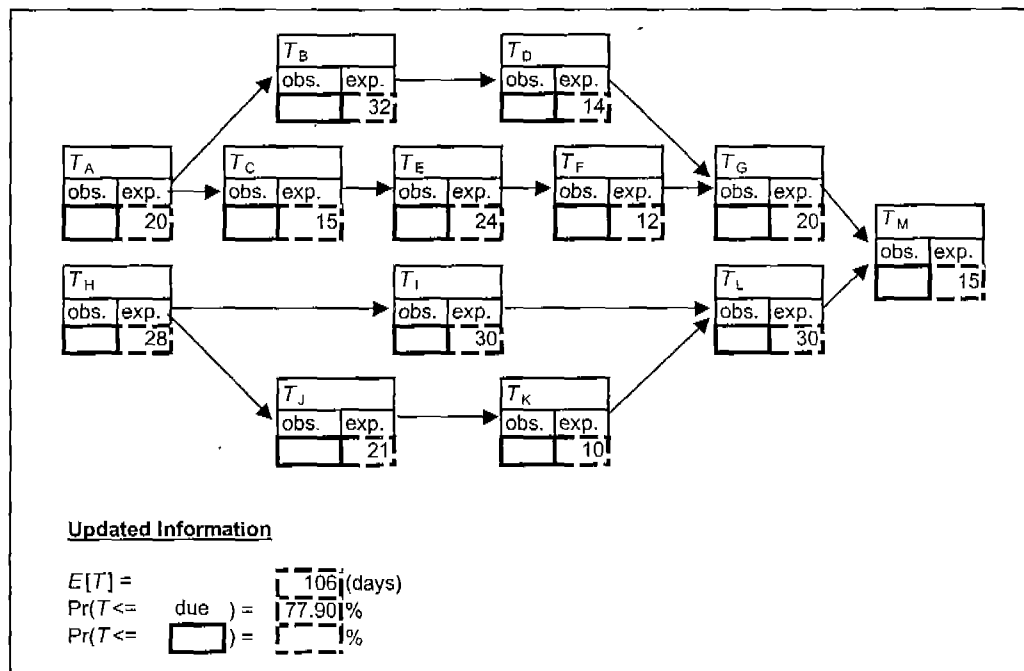 T_B T_D
obs. exp. obs. exp.
32 14
T_A T_C T_E T_F T_G
obs. exp. obs. exp. obs. exp. obs. exp. obs. exp.
20 15 24 12 20
T_M
obs. exp.
15
T_H T_I T_L
obs. exp. obs. exp. obs. exp.
28 30 30
T_J T_K
obs. exp. obs. exp.
21 10
Updated Information
E[T] = 106 (days)
Pr(T<= due ) = 77.90 %
Pr(T<= ) = %